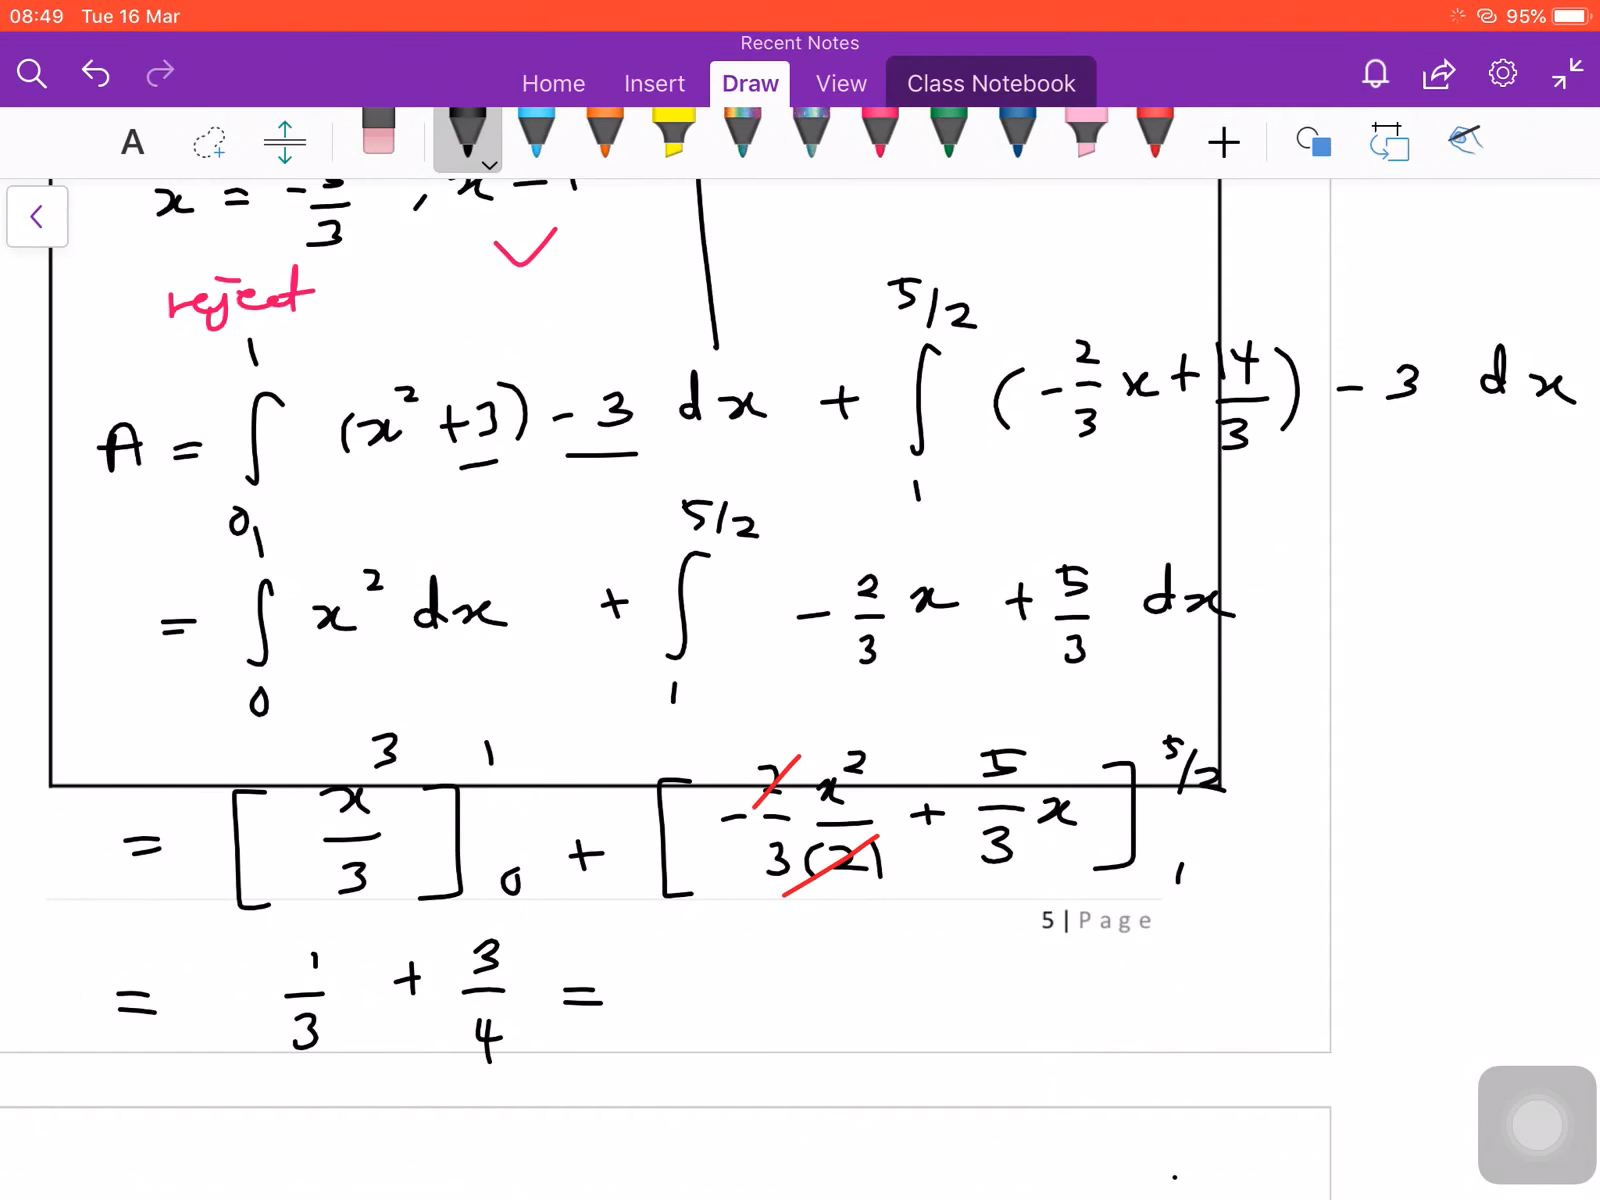 08:49 Tue 16 Mar 95%
Recent Notes
Home Insert Draw View Class Notebook
A
x = -5/3 , x = 1
reject
A = ∫₀¹ (x² + 3) - 3 dx + ∫₁^(5/2) (-2/3 x + 14/3) - 3 dx
= ∫₀¹ x² dx + ∫₁^(5/2) -2/3 x + 5/3 dx
= [x³/3]₀¹ + [-2/3 x²/(2) + 5/3 x]₁^(5/2)
5 | Page
= 1/3 + 3/4 =